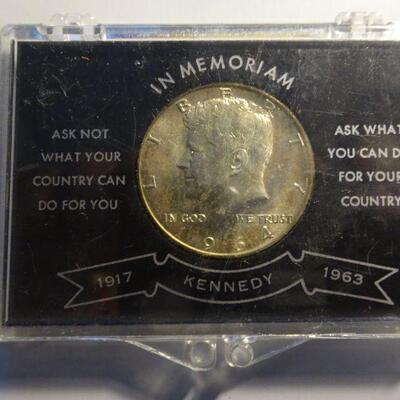 IN MEMORIAM
ASK NOT
WHAT YOUR
COUNTRY CAN
DO FOR YOU
LIBERTY
IN GOD WE TRUST
1964
ASK WHAT
YOU CAN D
FOR YOUR
COUNTRY
1917 KENNEDY 1963